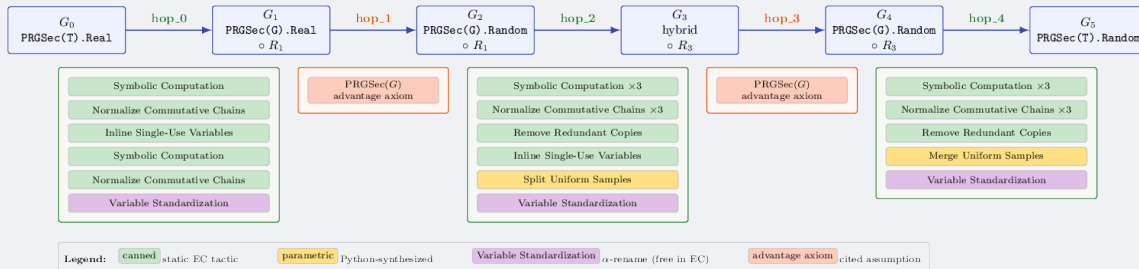 G₀
PRGSec(T).Real
hop_0
G₁
PRGSec(G).Real
∘ R₁
hop_1
G₂
PRGSec(G).Random
∘ R₁
hop_2
G₃
hybrid
∘ R₃
hop_3
G₄
PRGSec(G).Random
∘ R₃
hop_4
G₅
PRGSec(T).Random
Symbolic Computation
Normalize Commutative Chains
Inline Single-Use Variables
Symbolic Computation
Normalize Commutative Chains
Variable Standardization
PRGSec(G)
advantage axiom
Symbolic Computation ×3
Normalize Commutative Chains ×3
Remove Redundant Copies
Inline Single-Use Variables
Split Uniform Samples
Variable Standardization
PRGSec(G)
advantage axiom
Symbolic Computation ×3
Normalize Commutative Chains ×3
Remove Redundant Copies
Merge Uniform Samples
Variable Standardization
Legend: canned static EC tactic parametric Python-synthesized Variable Standardization α-rename (free in EC) advantage axiom cited assumption